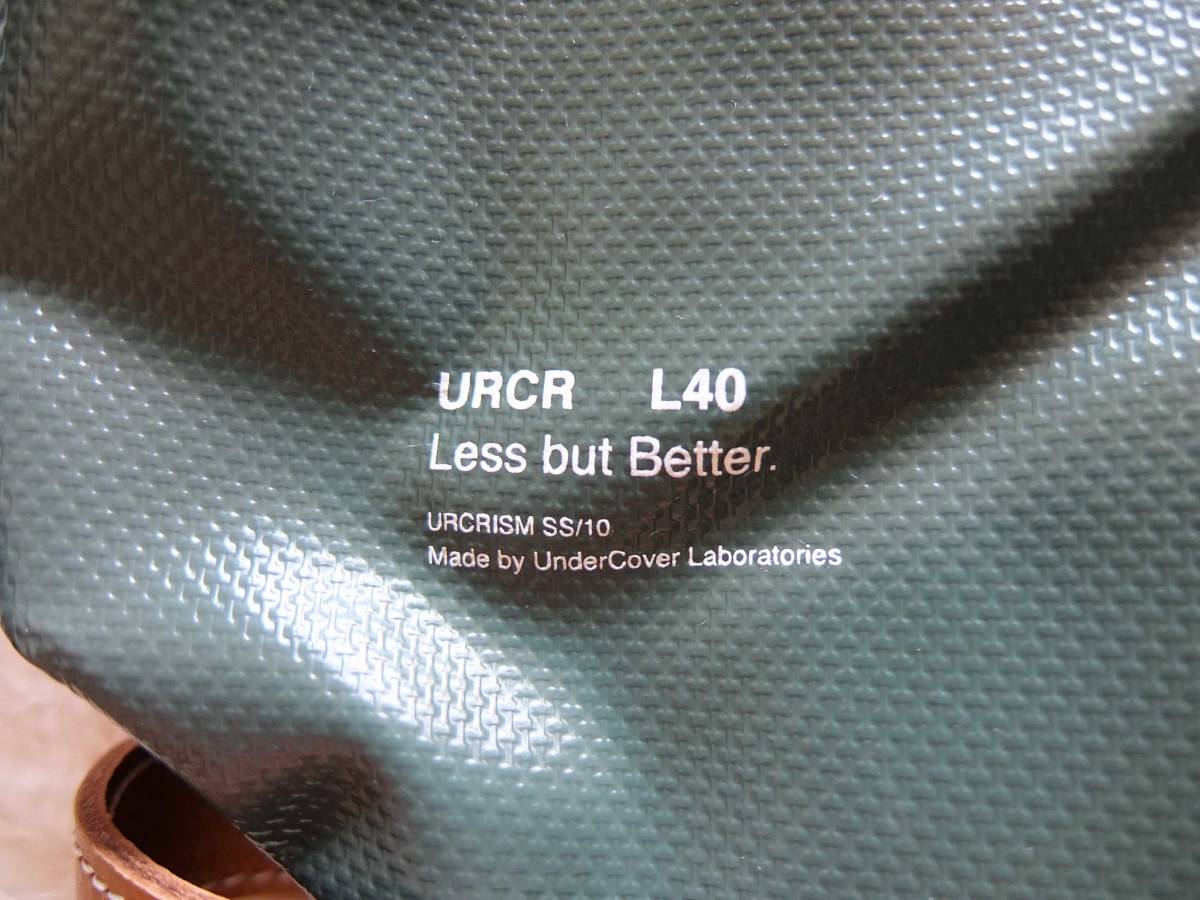 URCR L40
Less but Better.
URCRISM SS/10
Made by UnderCover Laboratories